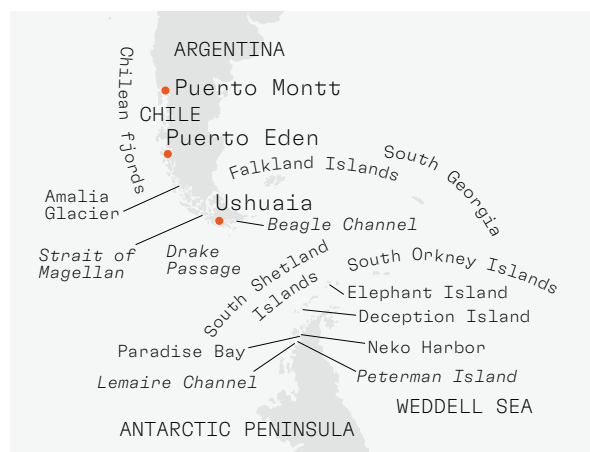 ARGENTINA
Chilean fjords
Puerto Montt
CHILE
Puerto Eden
Falkland Islands
South Georgia
Amalia
Glacier
Ushuaia
Beagle Channel
Strait of
Magellan
Drake
Passage
South Shetland
Islands
South Orkney Islands
Elephant Island
Deception Island
Paradise Bay
Neko Harbor
Lemaire Channel
Peterman Island
WEDDELL SEA
ANTARCTIC PENINSULA